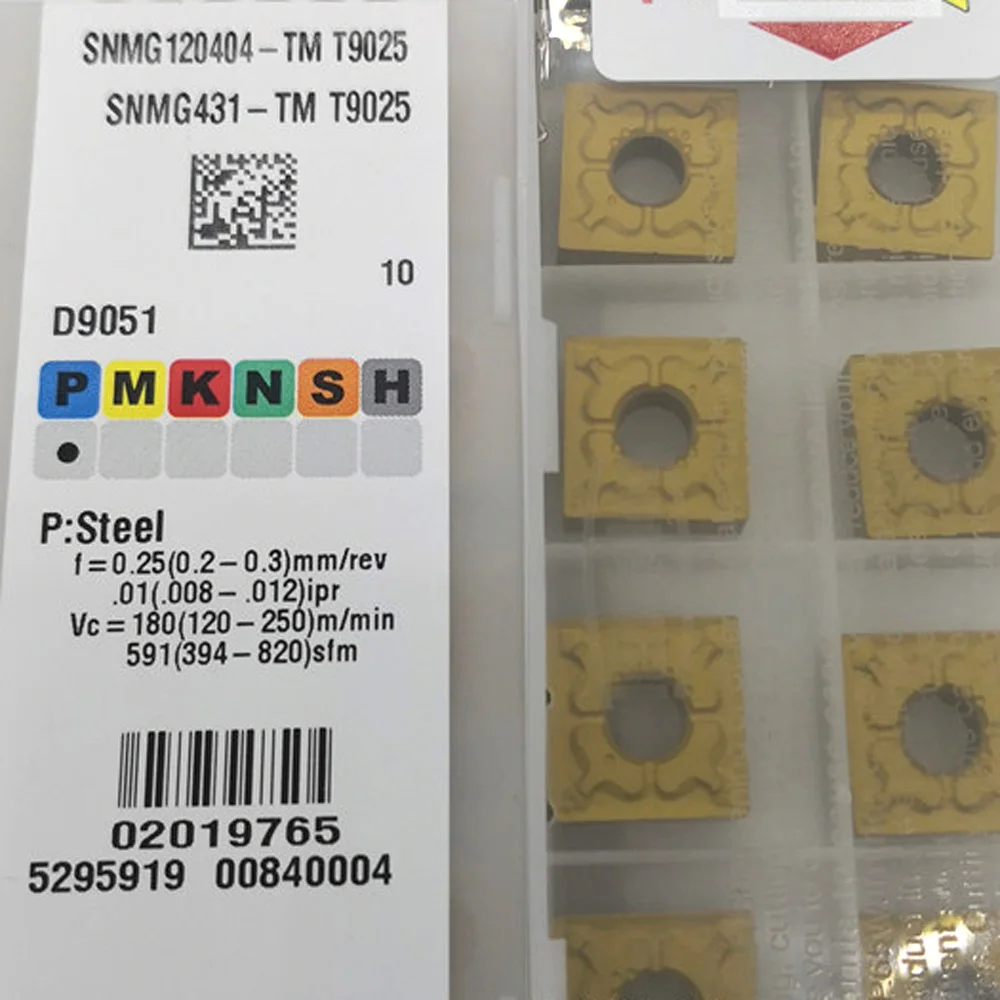 SNMG120404-TM T9025
SNMG431-TM T9025
10
D9051
P M K N S H
P:Steel
f=0.25(0.2-0.3)mm/rev
.01(.008-.012)ipr
Vc=180(120-250)m/min
591(394-820)sfm
02019765
5295919 00840004